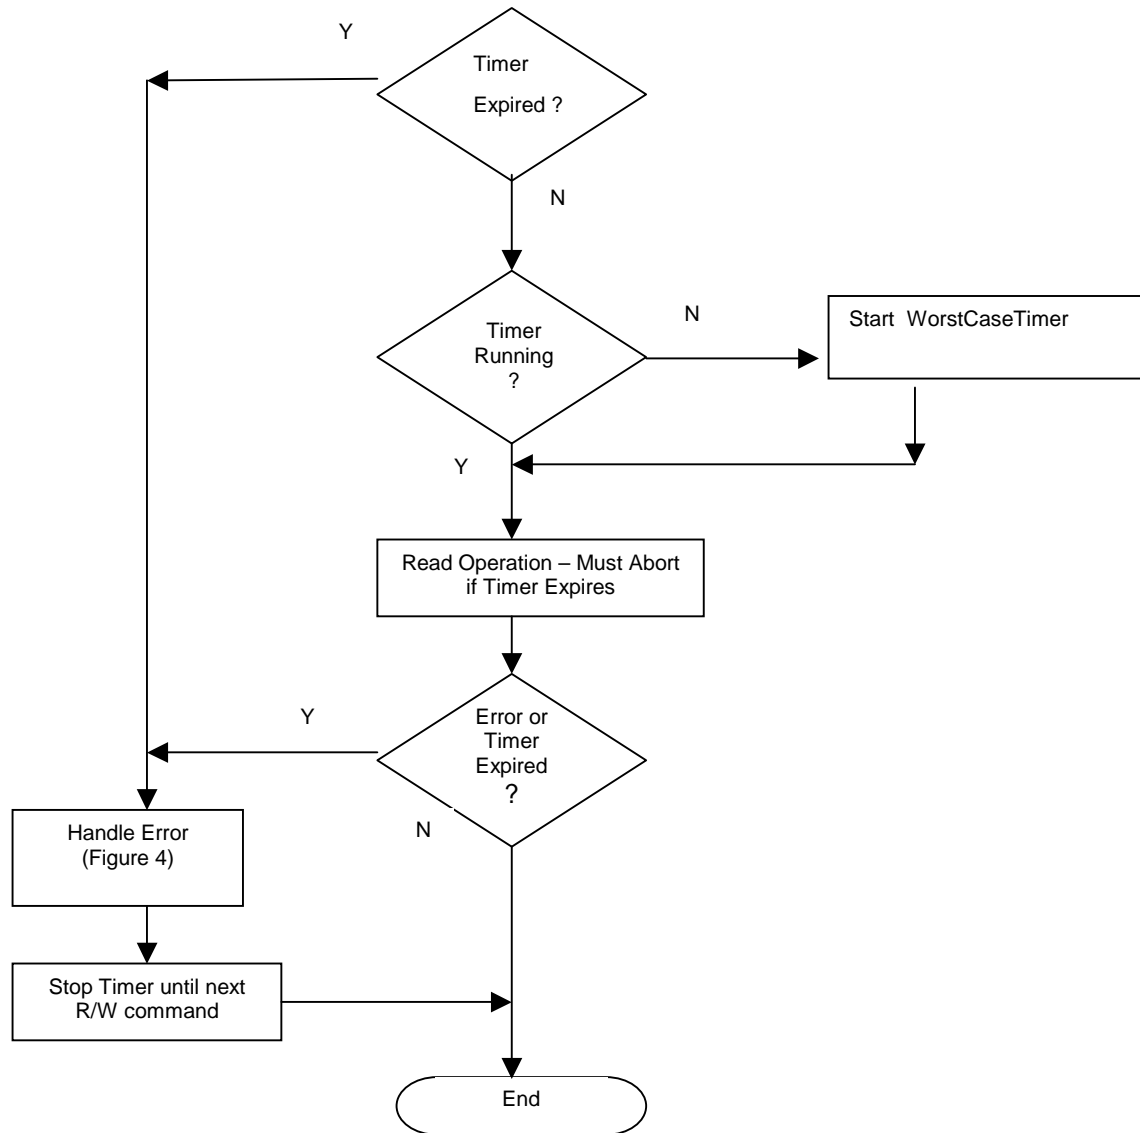 Y
Timer
Expired ?
N
Timer
Running
?
N
Start  WorstCaseTimer
Y
Read Operation – Must Abort
if Timer Expires
Error or
Timer
Expired
?
Y
N
Handle Error
(Figure 4)
Stop Timer until next
R/W command
End